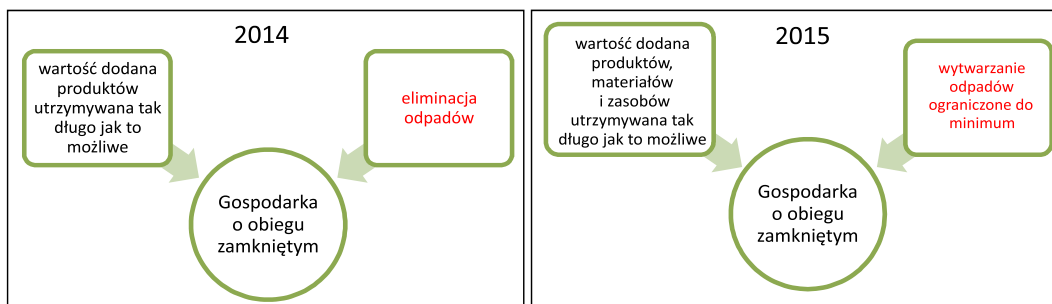 2014
wartość dodana
produktów
utrzymywana tak
długo jak to
możliwe
eliminacja
odpadów
Gospodarka
o obiegu
zamkniętym
2015
wartość dodana
produktów,
materiałów
i zasobów
utrzymywana tak
długo jak to możliwe
wytwarzanie
odpadów
ograniczone do
minimum
Gospodarka
o obiegu
zamkniętym